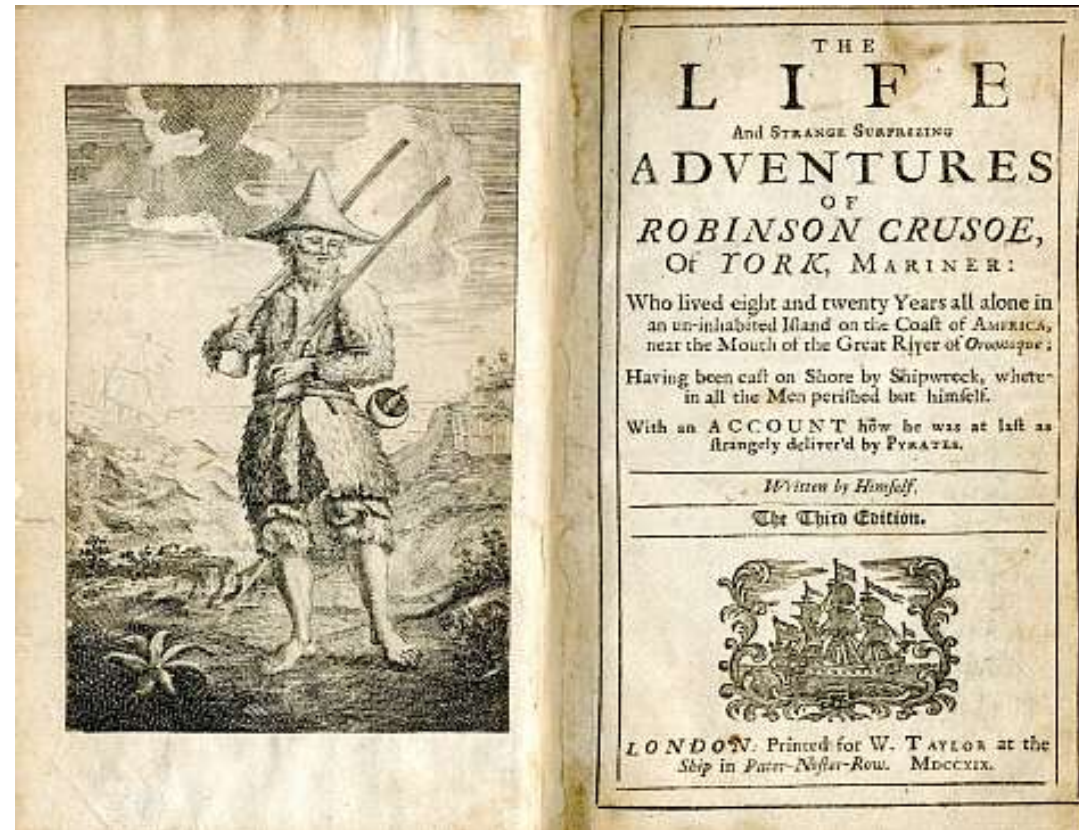 THE
LIFE
And STRANGE SURPRIZING
ADVENTURES
OF
ROBINSON CRUSOE,
Of YORK, MARINER:
Who lived eight and twenty Years all alone in
an un-inhabited Iſland on the Coaſt of AMERICA,
near the Mouth of the Great River of Oroonoque;
Having been caſt on Shore by Shipwreck, where-
in all the Men periſhed but himſelf.
With an ACCOUNT how he was at laſt as
ſtrangely deliver'd by PYRATES.
Written by Himſelf.
The Third Edition.
LONDON: Printed for W. TAYLOR at the
Ship in Pater-Noſter-Row. MDCCXIX.